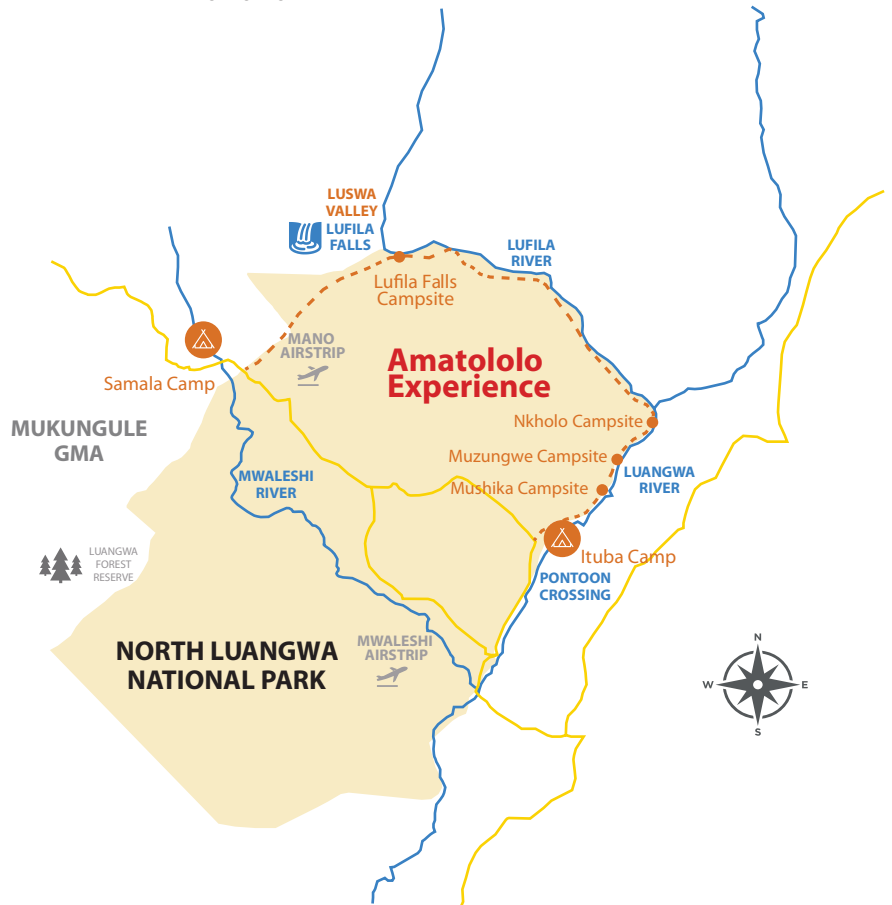 LUSWA
VALLEY
LUFILA
FALLS
LUFILA
RIVER
Lufila Falls
Campsite
MANO
AIRSTRIP
Amatololo
Experience
Samala Camp
Nkholo Campsite
MUKUNGULE
GMA
Muzungwe Campsite
MWALESHI
RIVER
LUANGWA
RIVER
Mushika Campsite
LUANGWA
FOREST
RESERVE
Ituba Camp
PONTOON
CROSSING
NORTH LUANGWA
NATIONAL PARK
MWALESHI
AIRSTRIP
N
W
E
S